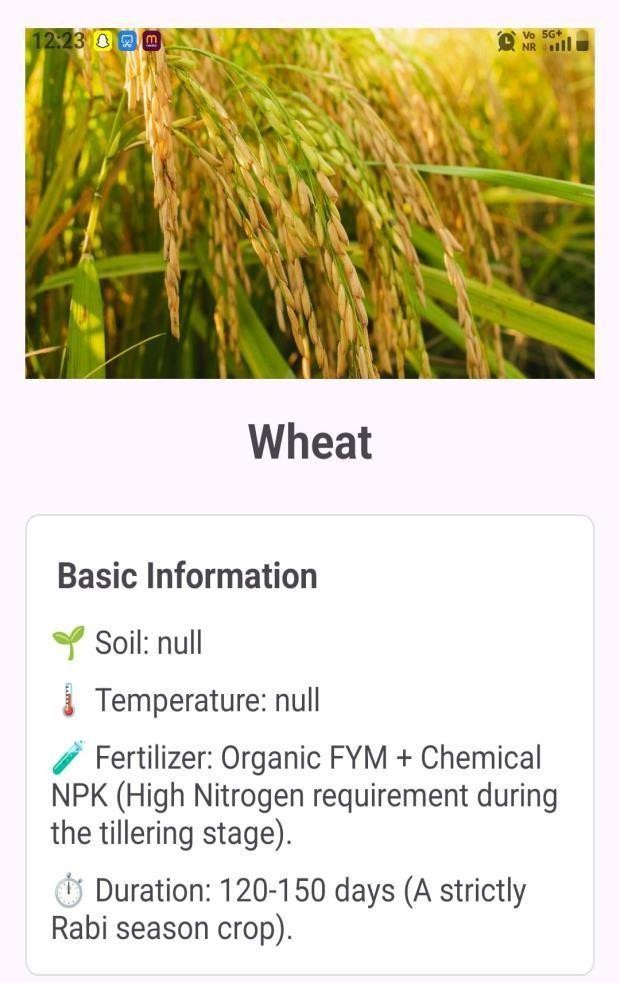 12:23 Vo NR 5G+
Wheat
Basic Information
🌱 Soil: null
🌡️ Temperature: null
🧪 Fertilizer: Organic FYM + Chemical
NPK (High Nitrogen requirement during
the tillering stage).
⏱️ Duration: 120-150 days (A strictly
Rabi season crop).